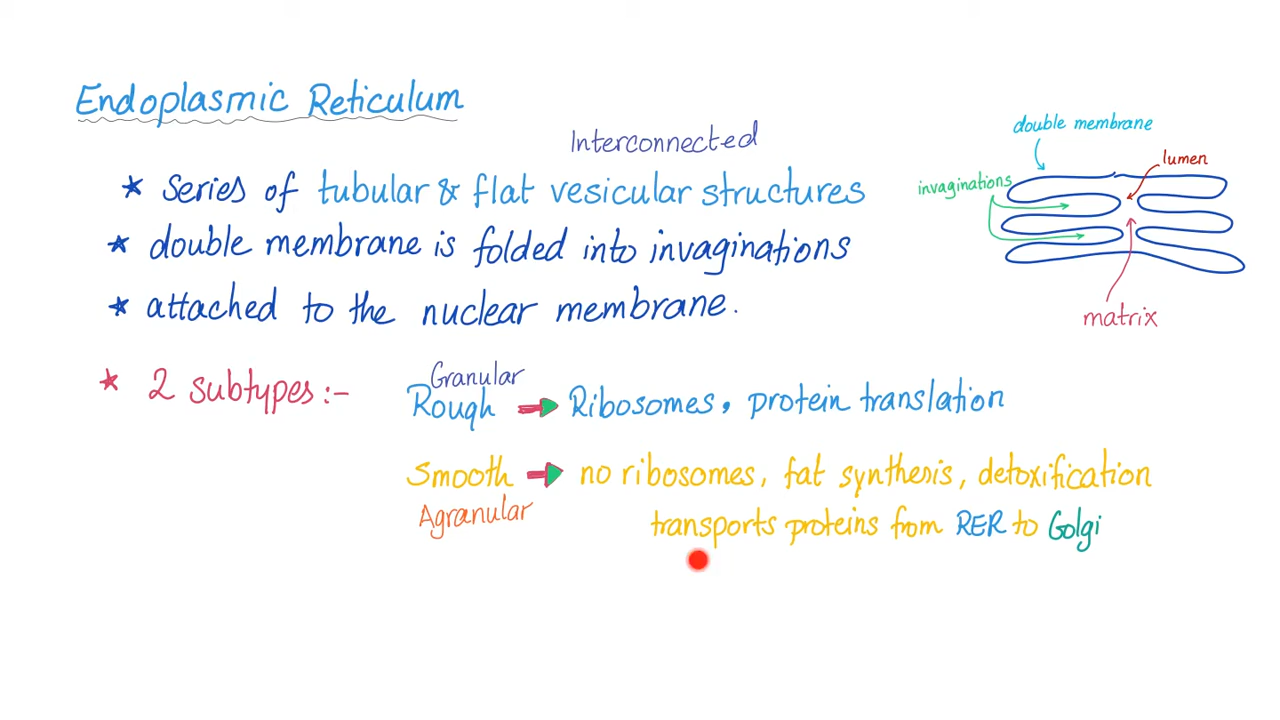 Endoplasmic Reticulum
Interconnected
* Series of tubular & flat vesicular structures
* double membrane is folded into invaginations
* attached to the nuclear membrane.
double membrane
lumen
invaginations
matrix
* 2 subtypes :-
Granular
Rough → Ribosomes, protein translation
Smooth → no ribosomes, fat synthesis, detoxification
Agranular
transports proteins from RER to Golgi